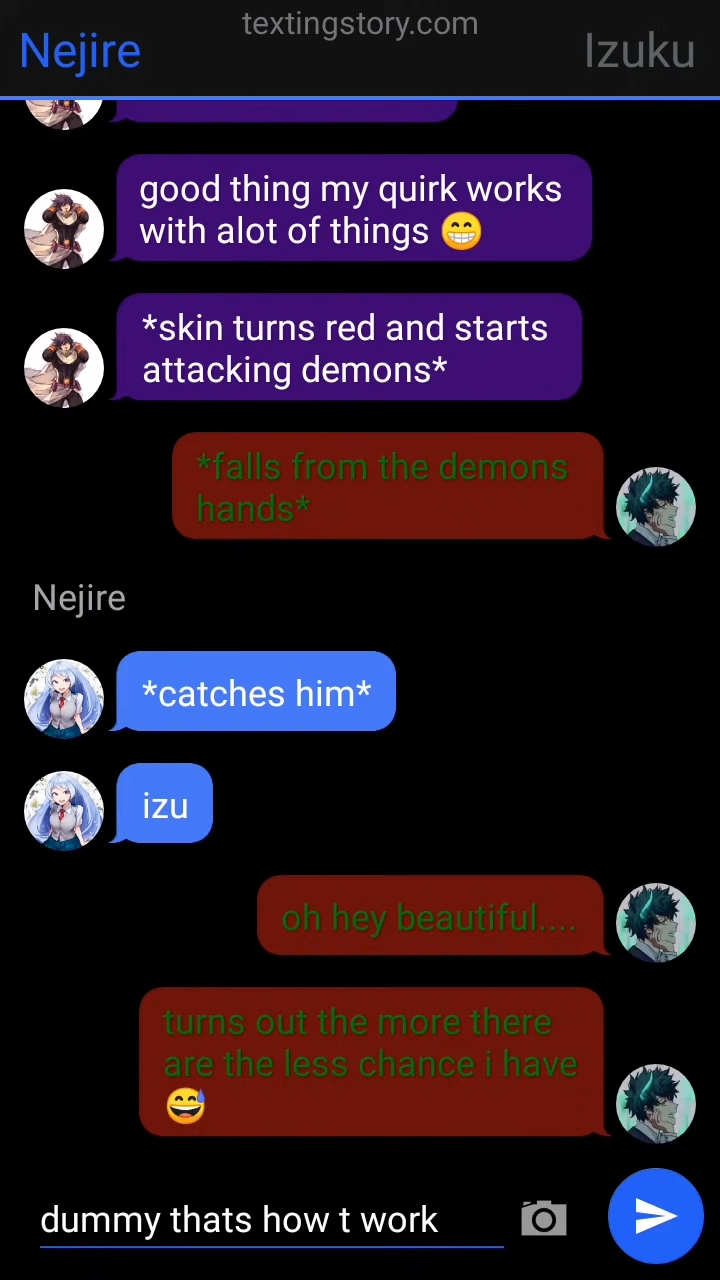 textingstory.com
Nejire
Izuku
good thing my quirk works
with alot of things 😁
*skin turns red and starts
attacking demons*
*falls from the demons
hands*
Nejire
*catches him*
izu
oh hey beautiful....
turns out the more there
are the less chance i have
😅
dummy thats how t work